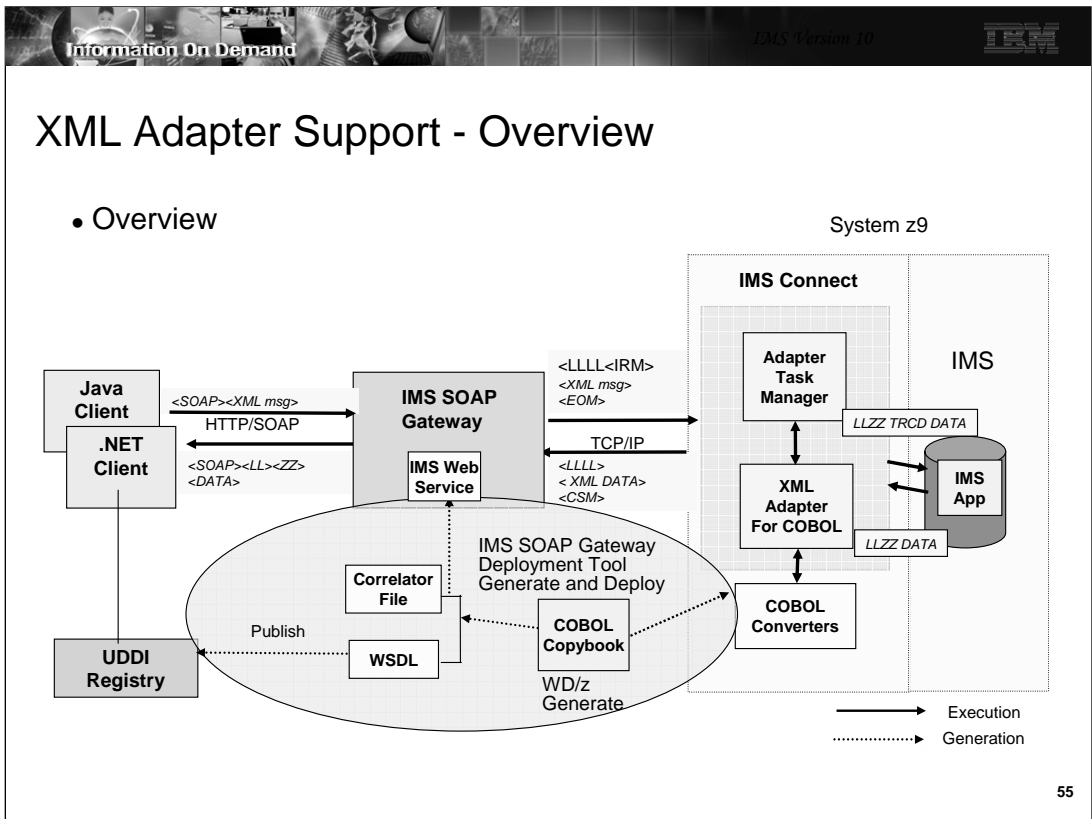 Information On Demand
IMS Version 10
IBM
XML Adapter Support - Overview
• Overview
System z9
IMS Connect
IMS
Adapter
Task
Manager
LLZZ TRCD DATA
IMS
App
XML
Adapter
For COBOL
LLZZ DATA
COBOL
Converters
Java
Client
.NET
Client
<SOAP><XML msg>
HTTP/SOAP
<SOAP><LL><ZZ>
<DATA>
IMS SOAP
Gateway
IMS Web
Service
<LLLL<IRM>
<XML msg>
<EOM>
TCP/IP
<LLLL>
< XML DATA>
<CSM>
IMS SOAP Gateway
Deployment Tool
Generate and Deploy
Correlator
File
WSDL
COBOL
Copybook
WD/z
Generate
Publish
UDDI
Registry
Execution
Generation
55